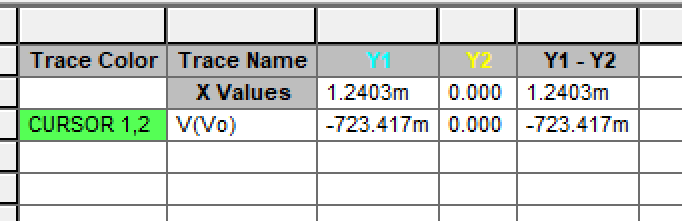 Trace Color Trace Name Y1 Y2 Y1 - Y2
X Values 1.2403m 0.000 1.2403m
CURSOR 1,2 V(Vo) -723.417m 0.000 -723.417m